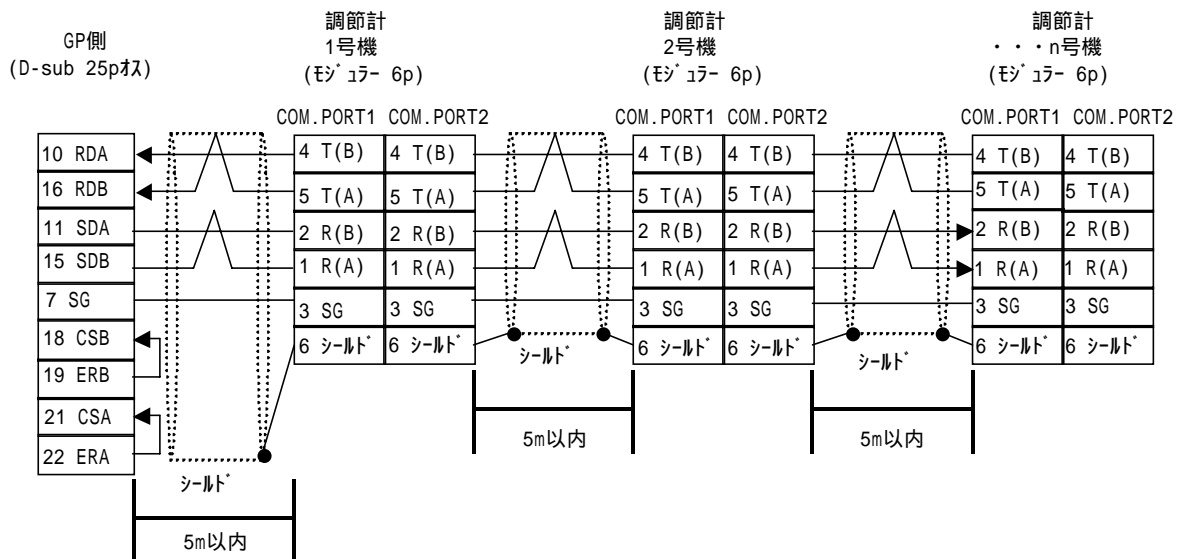 GP側
(D-sub 25pｵｽ)
調節計
1号機
(ﾓｼﾞｭﾗｰ 6p)
調節計
2号機
(ﾓｼﾞｭﾗｰ 6p)
調節計
・・・n号機
(ﾓｼﾞｭﾗｰ 6p)
COM.PORT1 COM.PORT2
COM.PORT1 COM.PORT2
COM.PORT1 COM.PORT2
10 RDA
16 RDB
11 SDA
15 SDB
7 SG
18 CSB
19 ERB
21 CSA
22 ERA
4 T(B) 4 T(B)
5 T(A) 5 T(A)
2 R(B) 2 R(B)
1 R(A) 1 R(A)
3 SG 3 SG
6 ｼｰﾙﾄﾞ 6 ｼｰﾙﾄﾞ
4 T(B) 4 T(B)
5 T(A) 5 T(A)
2 R(B) 2 R(B)
1 R(A) 1 R(A)
3 SG 3 SG
6 ｼｰﾙﾄﾞ 6 ｼｰﾙﾄﾞ
4 T(B) 4 T(B)
5 T(A) 5 T(A)
2 R(B) 2 R(B)
1 R(A) 1 R(A)
3 SG 3 SG
6 ｼｰﾙﾄﾞ 6 ｼｰﾙﾄﾞ
ｼｰﾙﾄﾞ
ｼｰﾙﾄﾞ
ｼｰﾙﾄﾞ
5m以内
5m以内
5m以内